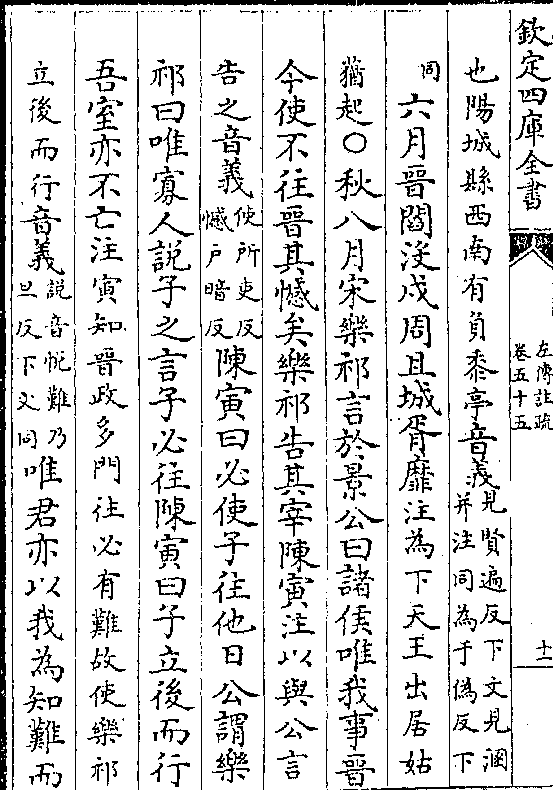 欽定四庫全書
左傳註疏
卷五十五
十一
也陽城縣西南有負黍亭音義見賢遍反下文見溷
并注同為于偽反下
同六月晉閻沒戍周且城胥靡注為下天王出居姑
蕕起○秋八月宋樂祁言於景公曰諸侯唯我事晉
今使不往晉其憾矣樂祁告其宰陳寅注以與公言
告之音義使所吏反
憾戶暗反陳寅曰必使子往他日公謂樂
祁曰唯寡人說子之言子必往陳寅曰子立後而行
吾室亦不亡注寅知晉政多門往必有難故使樂祁
立後而行音義說音悅難乃
旦反下文同唯君亦以我為知難而